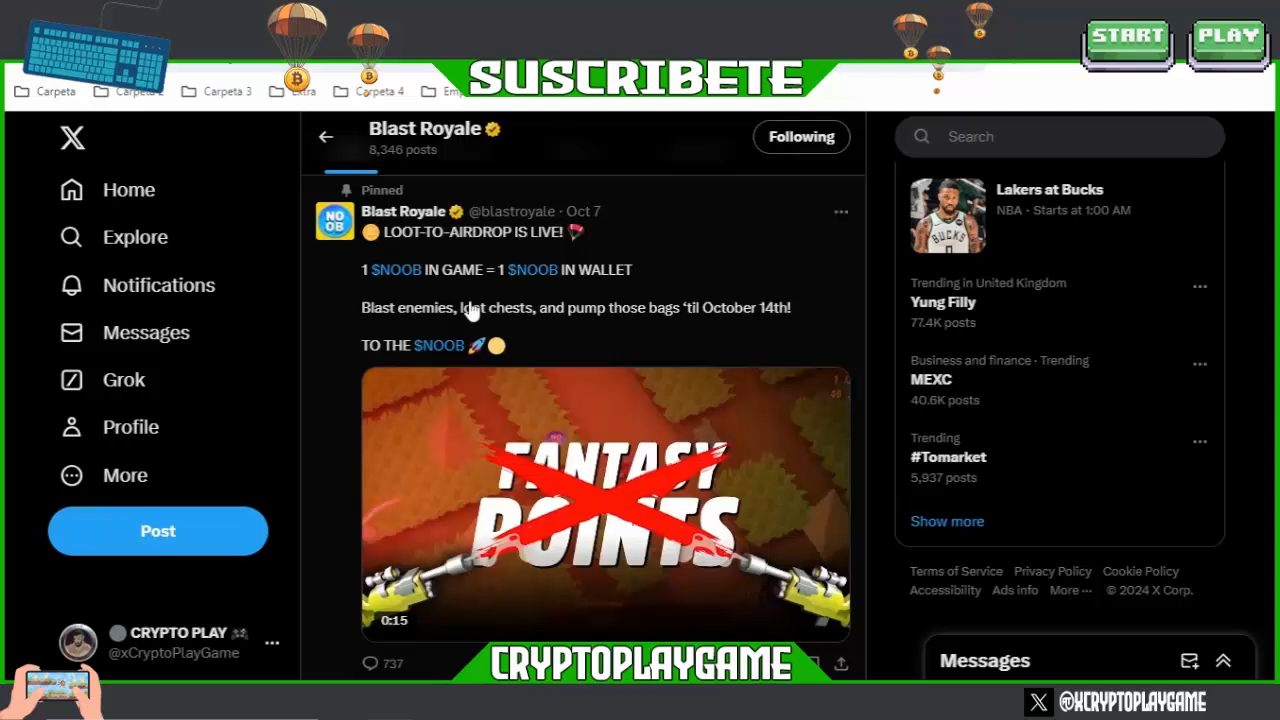 START
PLAY
SUSCRIBETE
Carpeta
Carpeta 3
Extra
Carpeta 4
Blast Royale
8,346 posts
Following
Search
Home
Explore
Notifications
Messages
Grok
Profile
More
Post
CRYPTO PLAY
@xCryptoPlayGame
Pinned
Blast Royale @blastroyale · Oct 7
NO
OB
LOOT-TO-AIRDROP IS LIVE!
1 $NOOB IN GAME = 1 $NOOB IN WALLET
Blast enemies, loot chests, and pump those bags ‘til October 14th!
TO THE $NOOB
FANTASY
POINTS
0:15
737
Lakers at Bucks
NBA · Starts at 1:00 AM
BUCKS
Trending in United Kingdom
Yung Filly
77.4K posts
Business and finance · Trending
MEXC
40.6K posts
Trending
#Tomarket
5,937 posts
Show more
Terms of Service Privacy Policy Cookie Policy
Accessibility Ads info More ··· © 2024 X Corp.
Messages
CRYPTOPLAYGAME
@XCRYPTOPLAYGAME